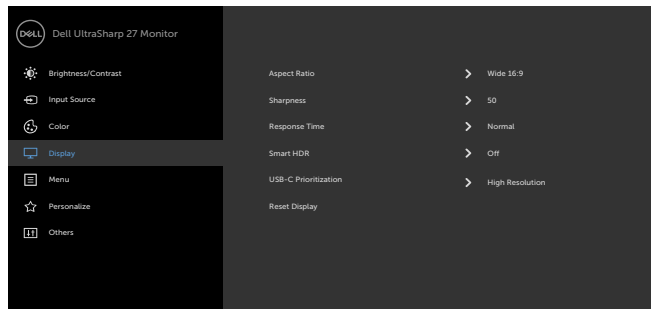 DELL Dell UltraSharp 27 Monitor
Brightness/Contrast
Input Source
Color
Display
Menu
Personalize
Others
Aspect Ratio Wide 16:9
Sharpness 50
Response Time Normal
Smart HDR Off
USB-C Prioritization High Resolution
Reset Display